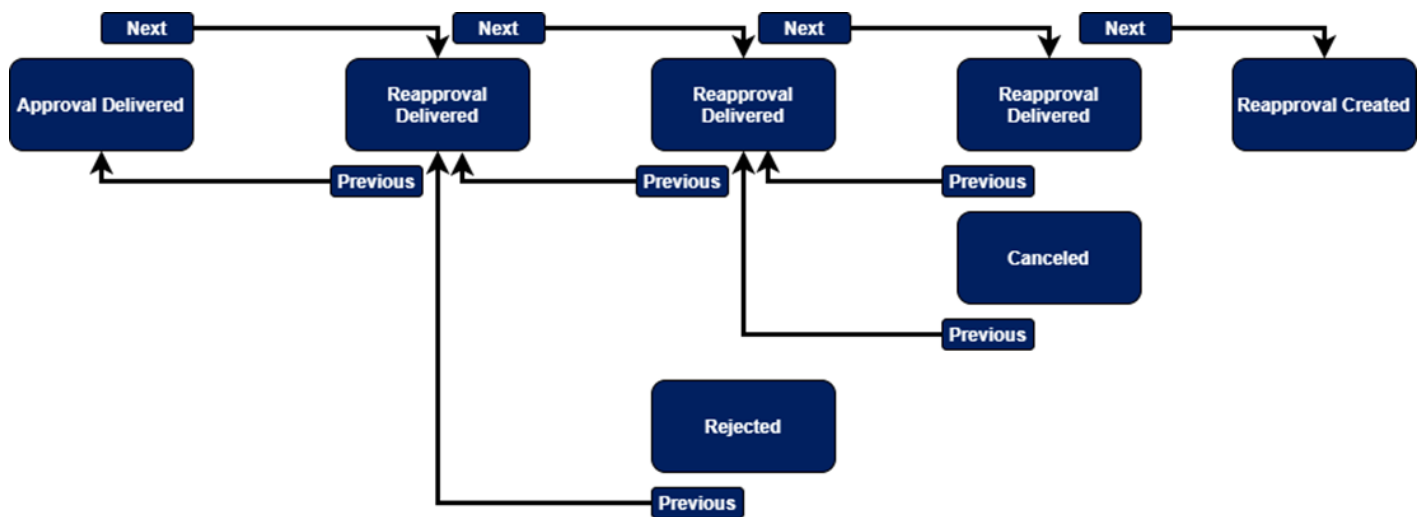 Next
Next
Next
Next
Approval Delivered
Reapproval
Delivered
Reapproval
Delivered
Reapproval
Delivered
Reapproval Created
Previous
Previous
Previous
Canceled
Previous
Rejected
Previous